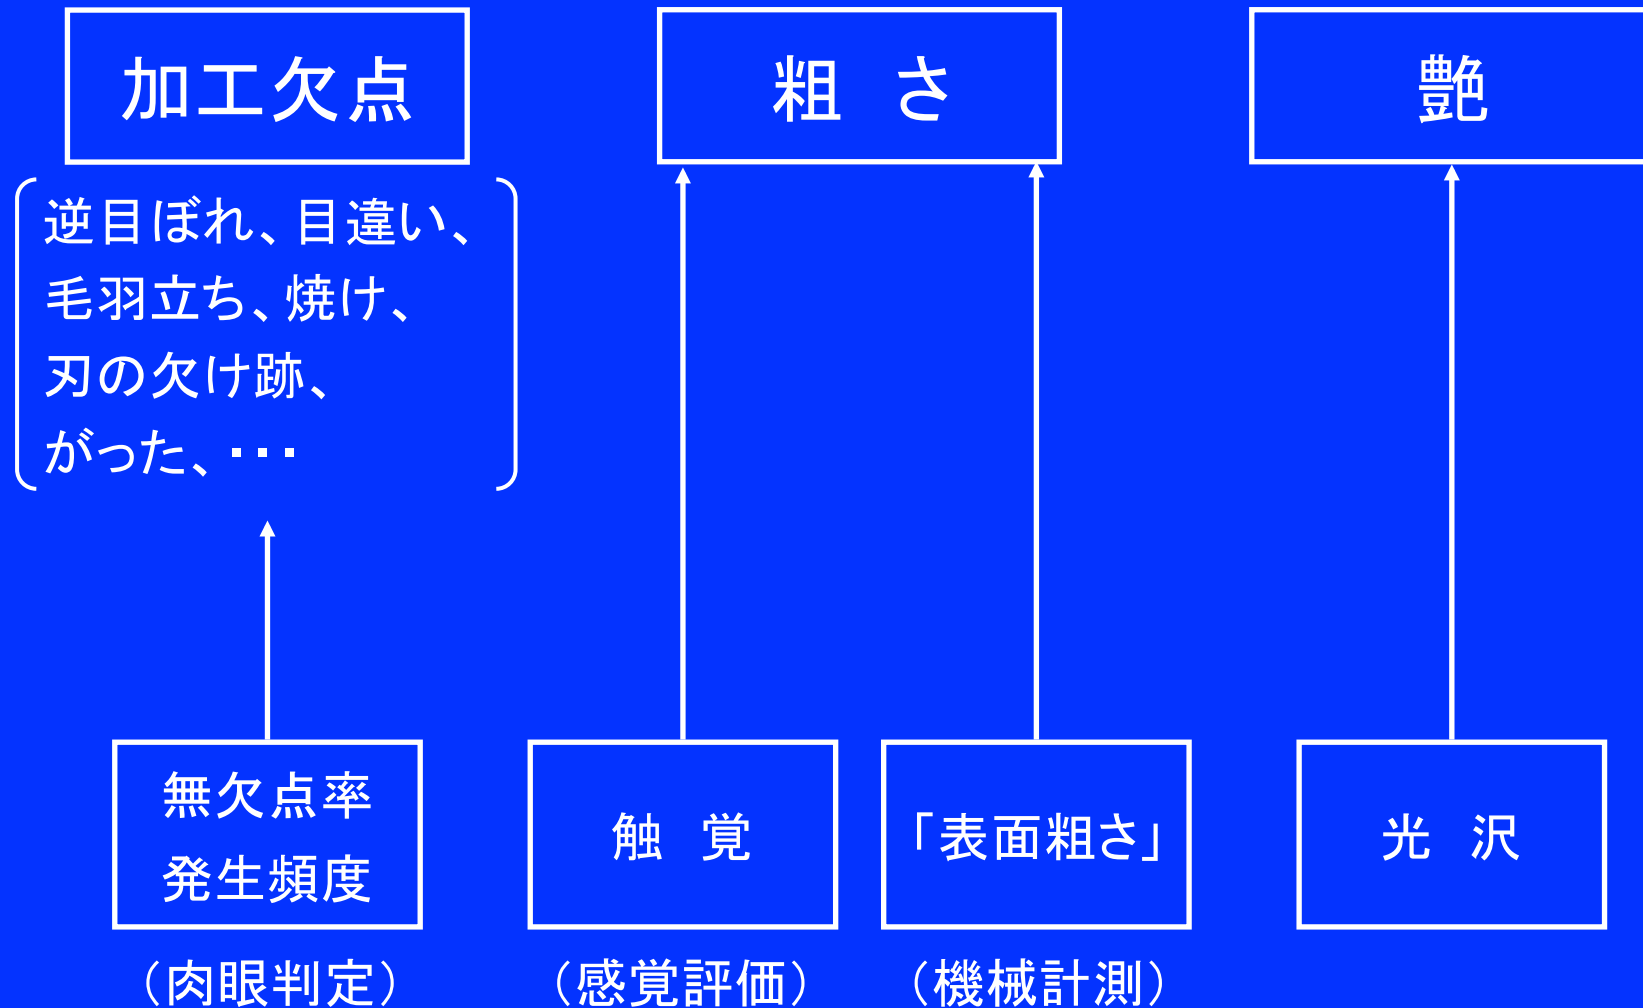 加工欠点
粗 さ
艶
逆目ぼれ、目違い、
毛羽立ち、焼け、
刃の欠け跡、
がった、・・・
無欠点率
発生頻度
触 覚
「表面粗さ」
光 沢
（肉眼判定）
（感覚評価）
（機械計測）